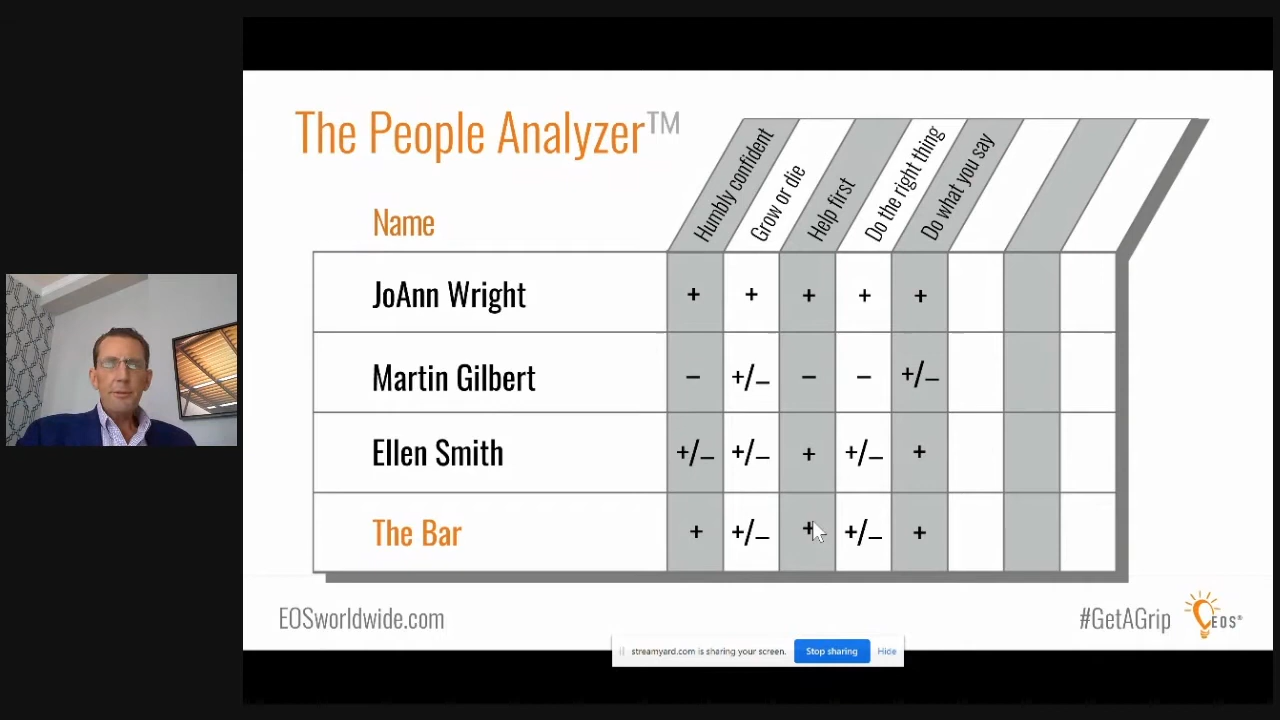 The People Analyzer™
Humbly confident
Grow or die
Help first
Do the right thing
Do what you say
Name
JoAnn Wright + + + + +
Martin Gilbert – +/– – – +/–
Ellen Smith +/– +/– + +/– +
The Bar + +/– + +/– +
EOSworldwide.com
#GetAGrip
EOS®
streamyard.com is sharing your screen. Stop sharing Hide